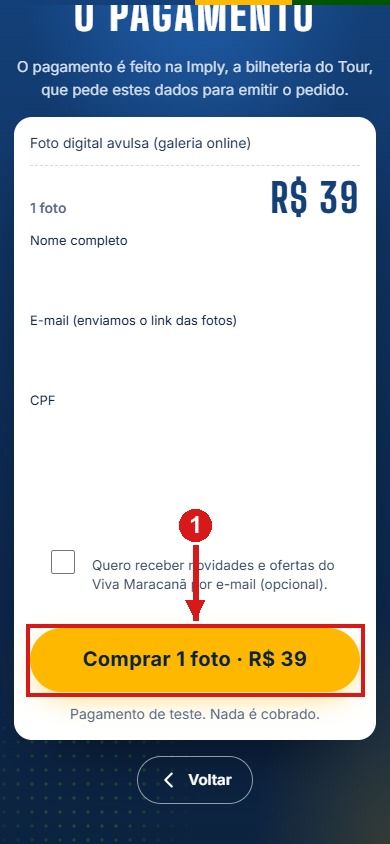 O PAGAMENTO
O pagamento é feito na Imply, a bilheteria do Tour,
que pede estes dados para emitir o pedido.
Foto digital avulsa (galeria online)
1 foto
R$ 39
Nome completo
E-mail (enviamos o link das fotos)
CPF
1
Quero receber novidades e ofertas do
Viva Maracanã por e-mail (opcional).
Comprar 1 foto · R$ 39
Pagamento de teste. Nada é cobrado.
Voltar